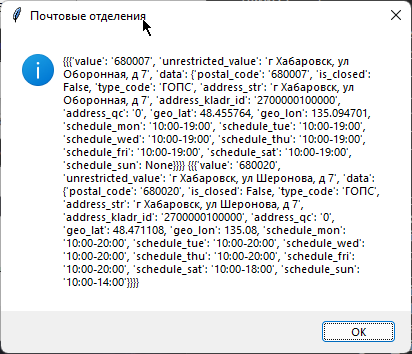 Почтовые отделения
{{{'value': '680007', 'unrestricted_value': 'г Хабаровск, ул
Оборонная, д 7', 'data': {'postal_code': '680007', 'is_closed':
False, 'type_code': 'ГОПС', 'address_str': 'г Хабаровск, ул
Оборонная, д 7', 'address_kladr_id': '2700000100000',
'address_qc': '0', 'geo_lat': 48.455764, 'geo_lon': 135.094701,
'schedule_mon': '10:00-19:00', 'schedule_tue': '10:00-19:00',
'schedule_wed': '10:00-19:00', 'schedule_thu': '10:00-19:00',
'schedule_fri': '10:00-19:00', 'schedule_sat': '10:00-19:00',
'schedule_sun': None}}}} {{{'value': '680020',
'unrestricted_value': 'г Хабаровск, ул Шеронова, д 7', 'data':
{'postal_code': '680020', 'is_closed': False, 'type_code': 'ГОПС',
'address_str': 'г Хабаровск, ул Шеронова, д 7',
'address_kladr_id': '2700000100000', 'address_qc': '0',
'geo_lat': 48.471108, 'geo_lon': 135.08, 'schedule_mon':
'10:00-20:00', 'schedule_tue': '10:00-20:00', 'schedule_wed':
'10:00-20:00', 'schedule_thu': '10:00-20:00', 'schedule_fri':
'10:00-20:00', 'schedule_sat': '10:00-18:00', 'schedule_sun':
'10:00-14:00'}}}}
OK